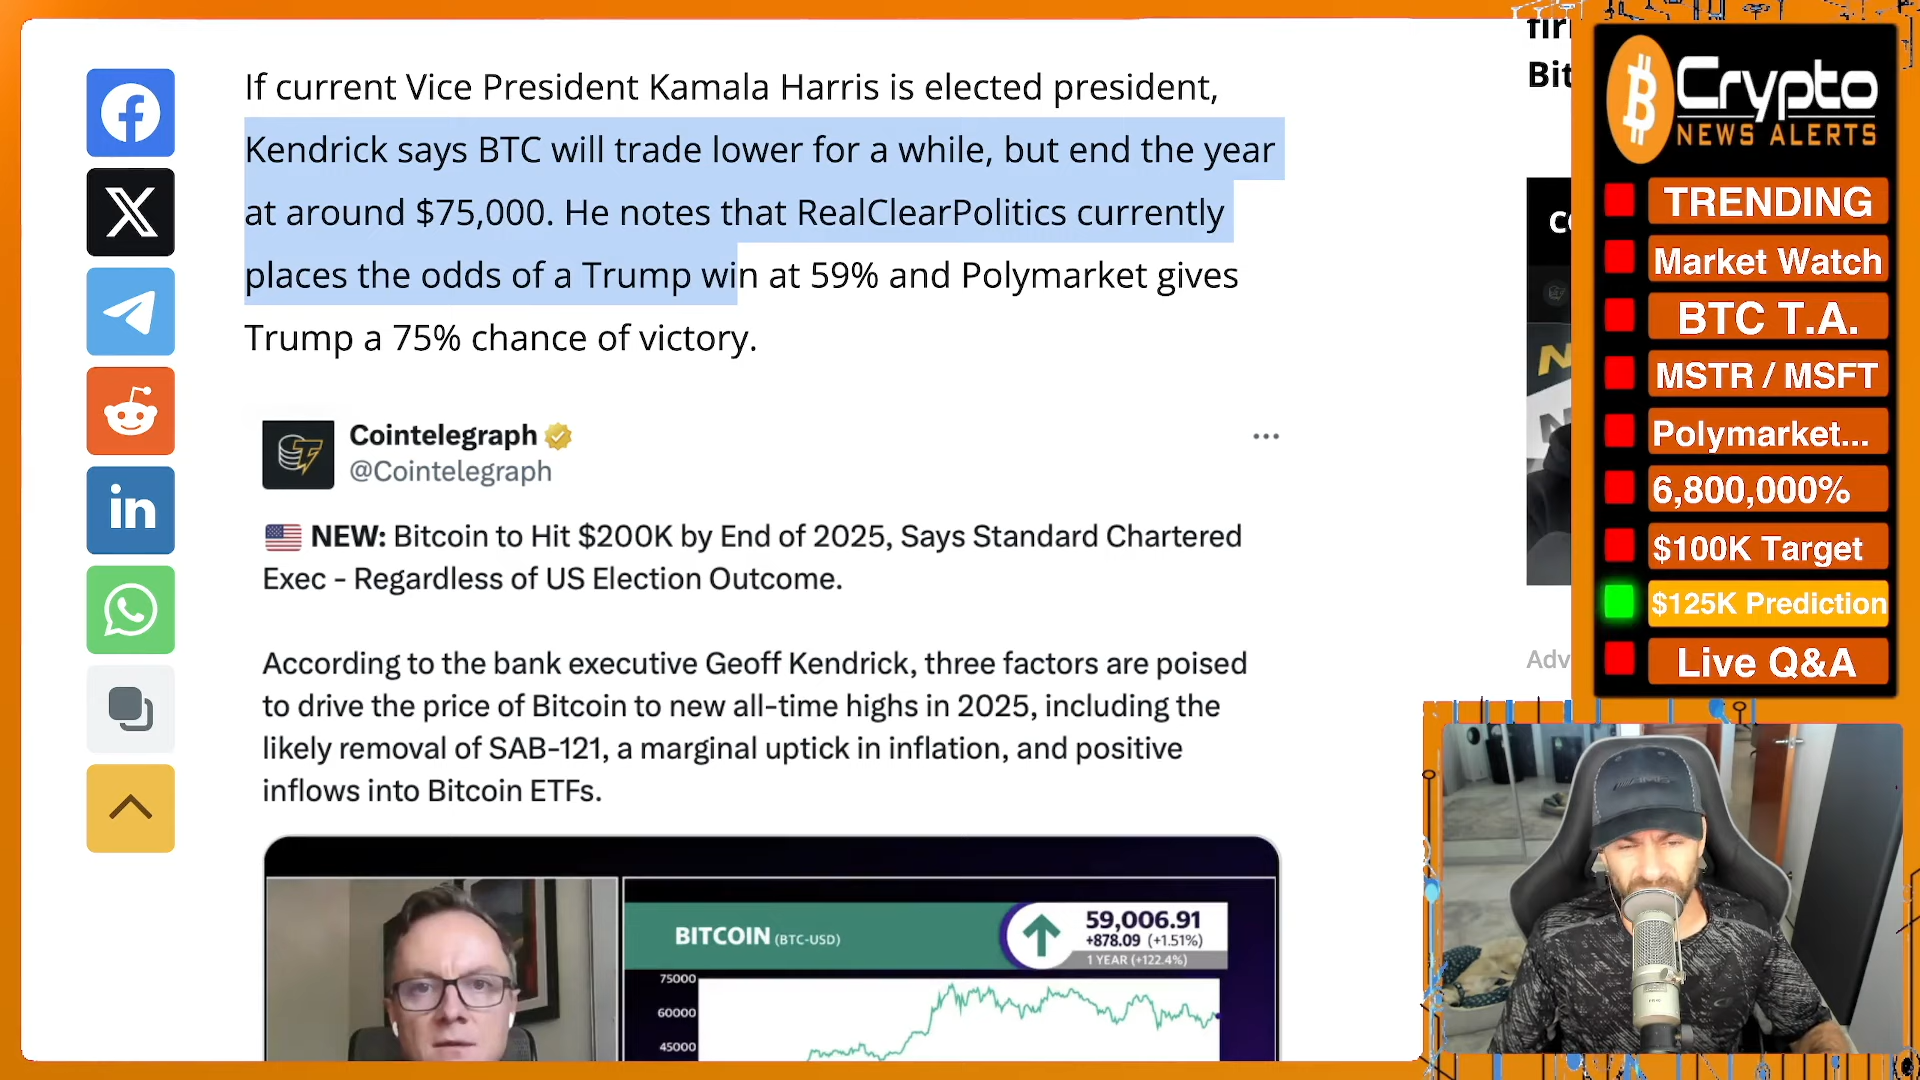 If current Vice President Kamala Harris is elected president,
Kendrick says BTC will trade lower for a while, but end the year
at around $75,000. He notes that RealClearPolitics currently
places the odds of a Trump win at 59% and Polymarket gives
Trump a 75% chance of victory.
Cointelegraph
@Cointelegraph
NEW: Bitcoin to Hit $200K by End of 2025, Says Standard Chartered
Exec - Regardless of US Election Outcome.
According to the bank executive Geoff Kendrick, three factors are poised
to drive the price of Bitcoin to new all-time highs in 2025, including the
likely removal of SAB-121, a marginal uptick in inflation, and positive
inflows into Bitcoin ETFs.
BITCOIN (BTC-USD)
59,006.91
+878.09 (+1.51%)
1 YEAR (+122.4%)
75000
60000
45000
Bit
Adv
Crypto
NEWS ALERTS
TRENDING
Market Watch
BTC T.A.
MSTR / MSFT
Polymarket...
6,800,000%
$100K Target
$125K Prediction
Live Q&A